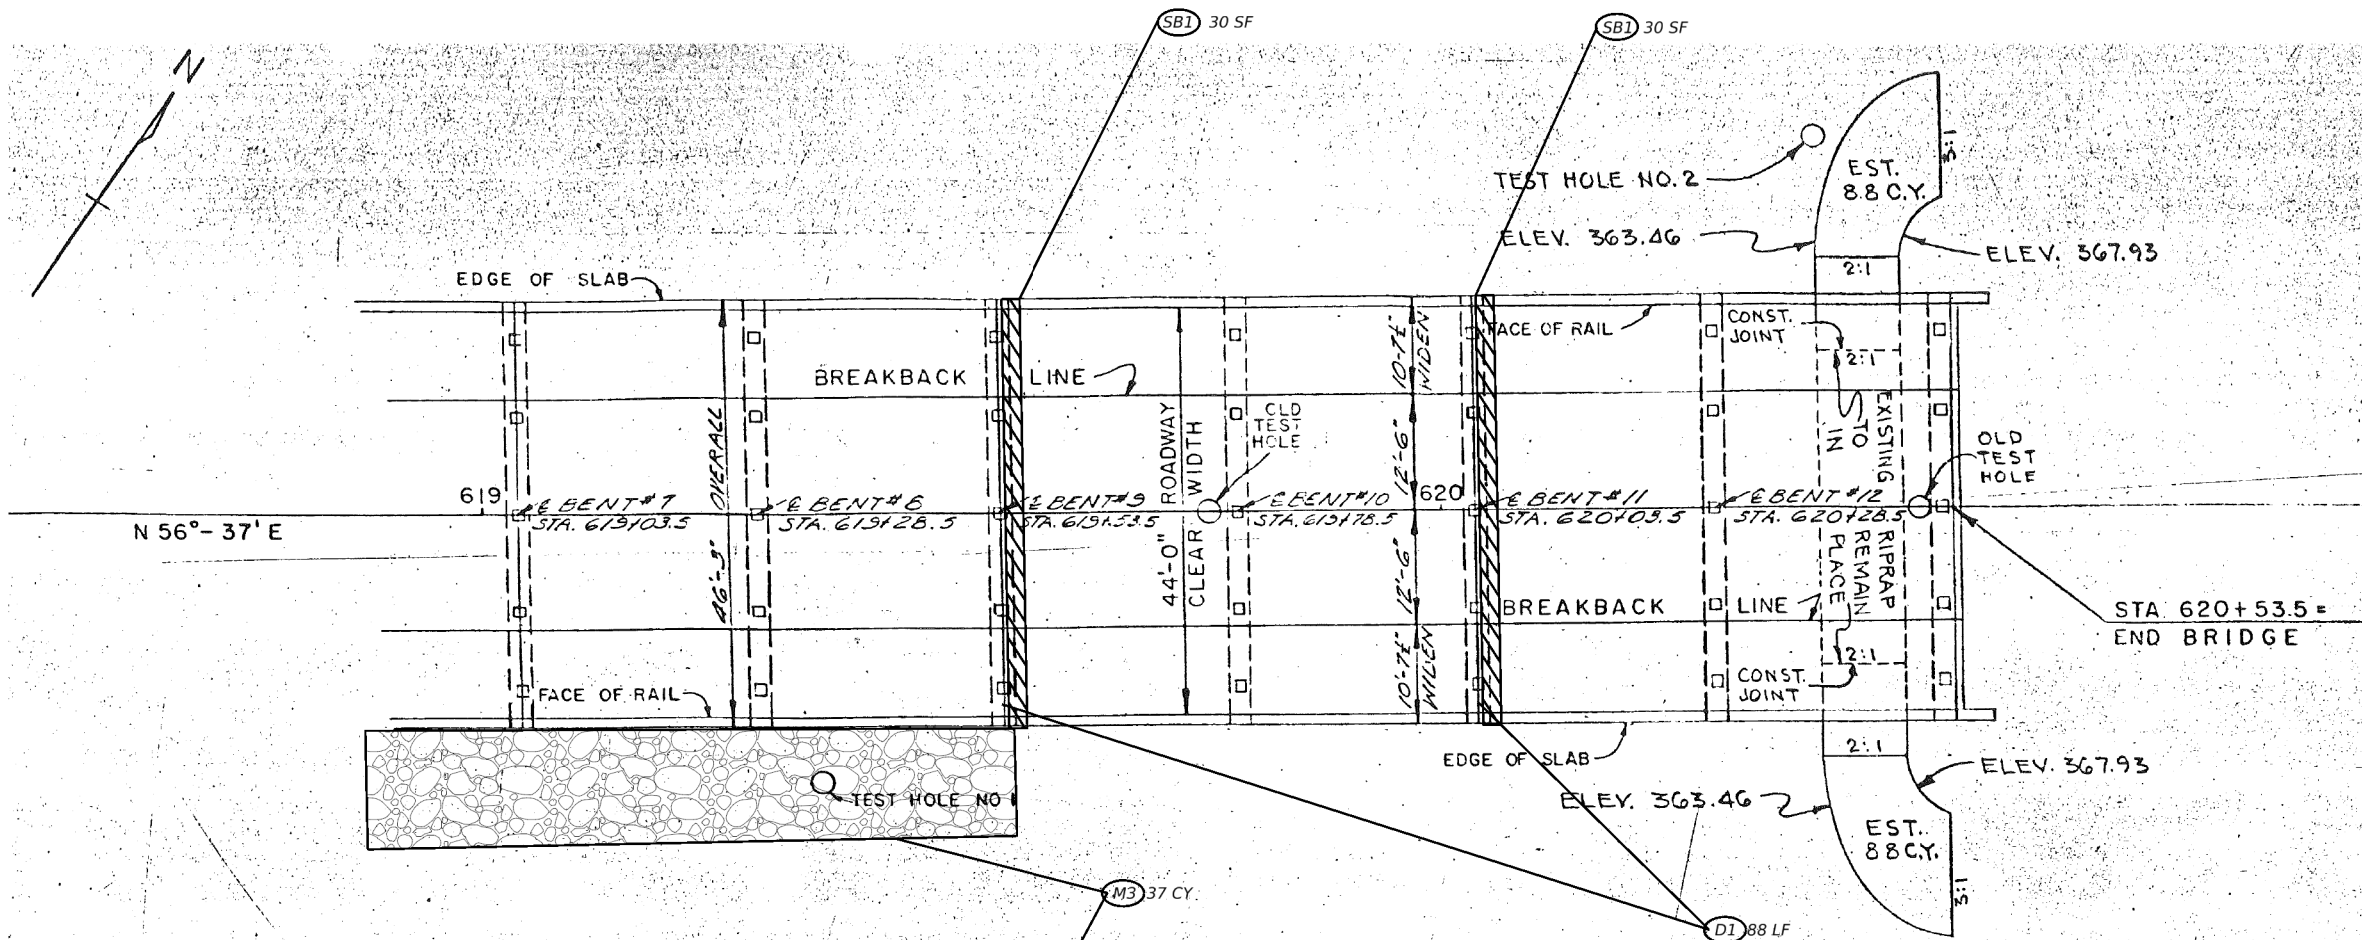 SB1 30 SF
SB1 30 SF
N
TEST HOLE NO. 2
EST.
88 C.Y.
3:1
ELEV. 363.46
ELEV. 367.93
2:1
EDGE OF SLAB
FACE OF RAIL
CONST.
JOINT
2:1
BREAKBACK LINE
10'-7½"
WIDEN
46'-3" OVERALL
44'-0" ROADWAY
CLEAR WIDTH
OLD
TEST
HOLE
12'-6"
EXISTING RIPRAP
TO REMAIN
IN PLACE
OLD
TEST
HOLE
619
N 56°-37' E
℄ BENT #7
STA. 619+03.5
℄ BENT #8
STA. 619+28.5
℄ BENT #9
STA. 619+53.5
℄ BENT #10
STA. 619+78.5
620
℄ BENT #11
STA. 620+03.5
℄ BENT #12
STA. 620+28.5
12'-6"
BREAKBACK LINE
STA. 620+53.5 =
END BRIDGE
10'-7½"
WIDEN
FACE OF RAIL
2:1
CONST.
JOINT
EDGE OF SLAB
2:1
ELEV. 367.93
TEST HOLE NO 1
ELEV. 363.46
EST.
88 C.Y.
3:1
M3 37 CY
D1 88 LF